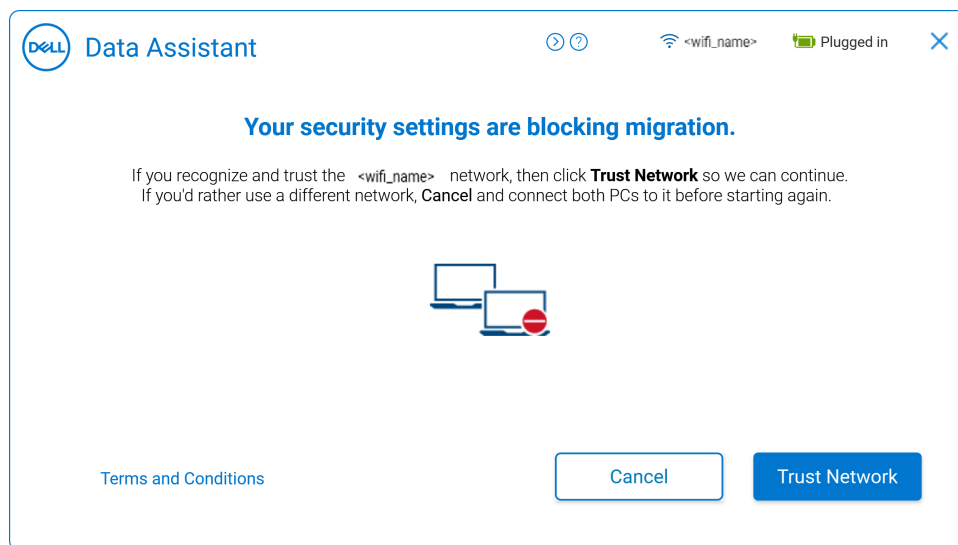 DELL Data Assistant <wifi_name> Plugged in
Your security settings are blocking migration.
If you recognize and trust the <wifi_name> network, then click Trust Network so we can continue.
If you'd rather use a different network, Cancel and connect both PCs to it before starting again.
Terms and Conditions Cancel Trust Network